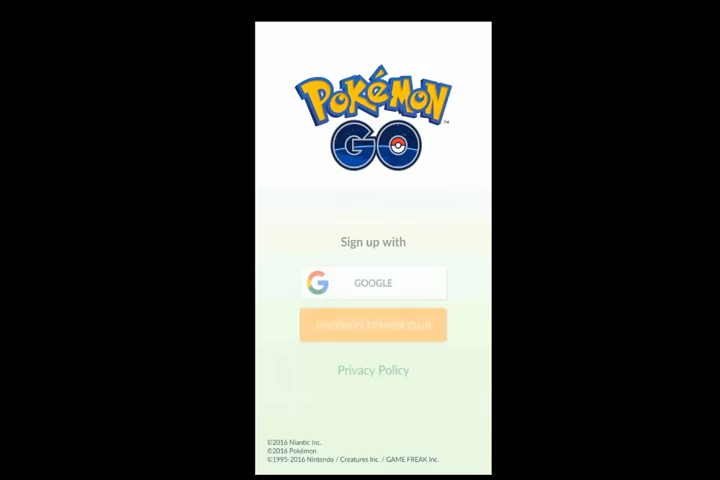 POKéMON
GO
TM
Sign up with
GOOGLE
POKÉMON TRAINER CLUB
Privacy Policy
©2016 Niantic Inc.
©2016 Pokémon
©1995-2016 Nintendo / Creatures Inc. / GAME FREAK Inc.